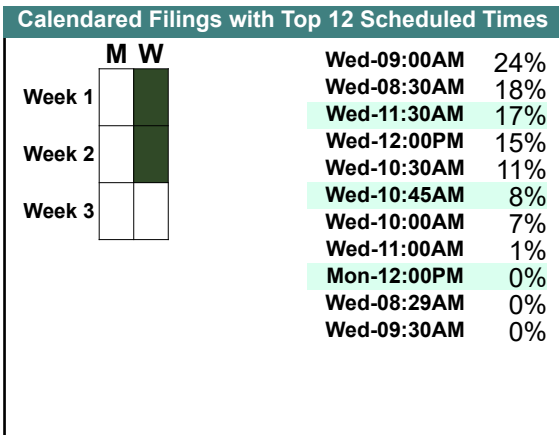 Calendared Filings with Top 12 Scheduled Times
M W
Week 1
Week 2
Week 3
Wed-09:00AM 24%
Wed-08:30AM 18%
Wed-11:30AM 17%
Wed-12:00PM 15%
Wed-10:30AM 11%
Wed-10:45AM 8%
Wed-10:00AM 7%
Wed-11:00AM 1%
Mon-12:00PM 0%
Wed-08:29AM 0%
Wed-09:30AM 0%